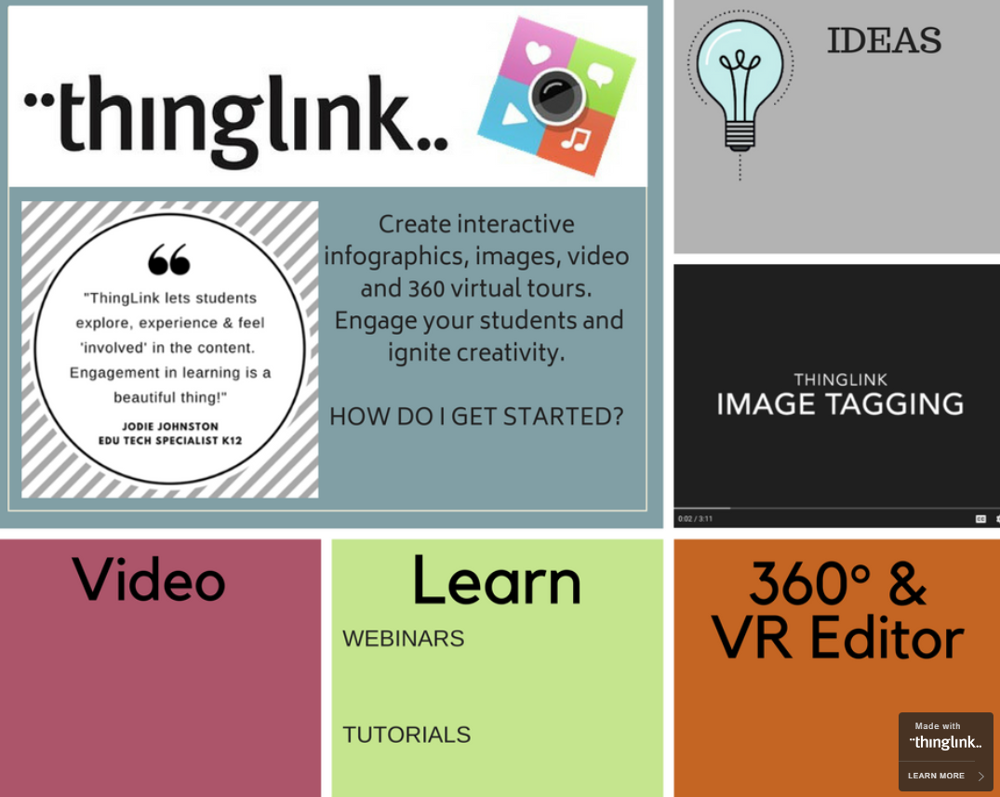 ¨thınglınk..
Create interactive
infographics, images, video
and 360 virtual tours.
Engage your students and
ignite creativity.
HOW DO I GET STARTED?
"ThingLink lets students
explore, experience & feel
'involved' in the content.
Engagement in learning is a
beautiful thing!"
JODIE JOHNSTON
EDU TECH SPECIALIST K12
IDEAS
THINGLINK
IMAGE TAGGING
0:02 / 3:11
CC
Video
Learn
WEBINARS
TUTORIALS
360° &
VR Editor
Made with
¨thınglınk..
LEARN MORE